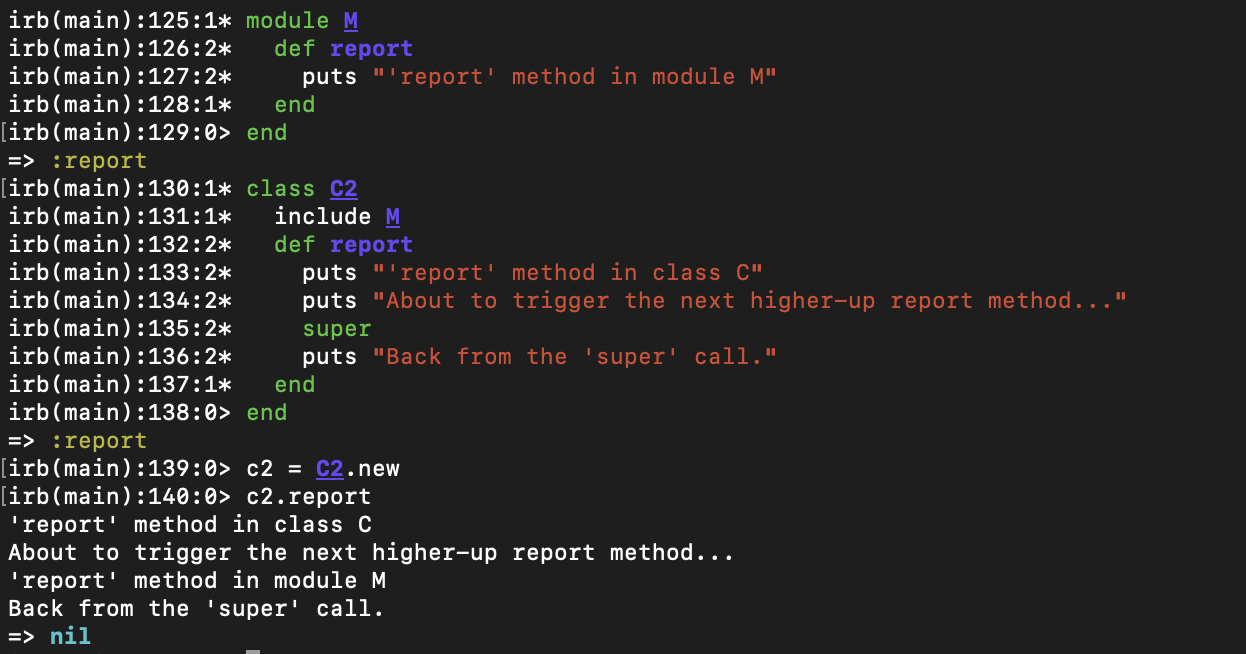 irb(main):125:1* module M
irb(main):126:2*   def report
irb(main):127:2*     puts "'report' method in module M"
irb(main):128:1*   end
[irb(main):129:0> end
=> :report
[irb(main):130:1* class C2
irb(main):131:1*   include M
irb(main):132:2*   def report
irb(main):133:2*     puts "'report' method in class C"
irb(main):134:2*     puts "About to trigger the next higher-up report method..."
irb(main):135:2*     super
irb(main):136:2*     puts "Back from the 'super' call."
irb(main):137:1*   end
irb(main):138:0> end
=> :report
[irb(main):139:0> c2 = C2.new
[irb(main):140:0> c2.report
'report' method in class C
About to trigger the next higher-up report method...
'report' method in module M
Back from the 'super' call.
=> nil